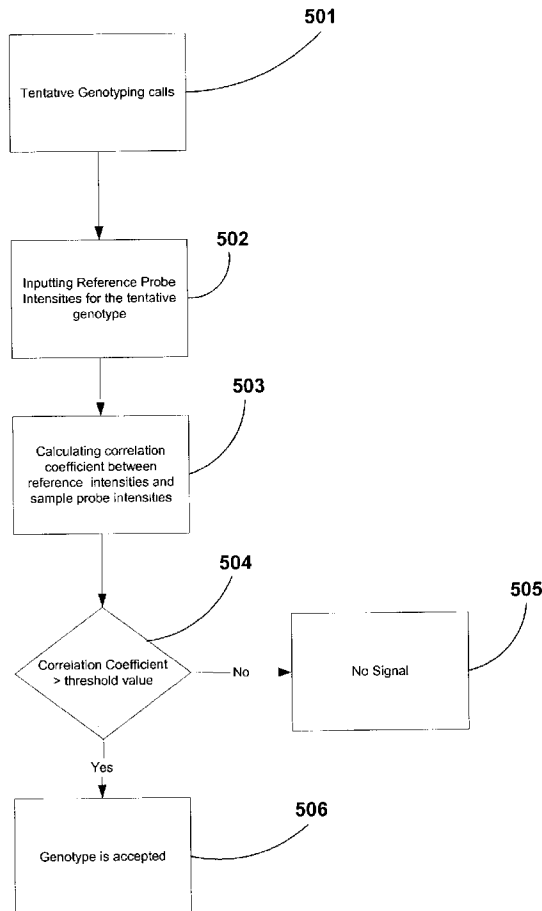 501
Tentative Genotyping calls
502
Inputting Reference Probe
Intensities for the tentative
genotype
503
Calculating correlation
coefficient between
reference intensities and
sample probe intensities
504
Correlation Coefficient
> threshold value
No
505
No Signal
Yes
506
Genotype is accepted